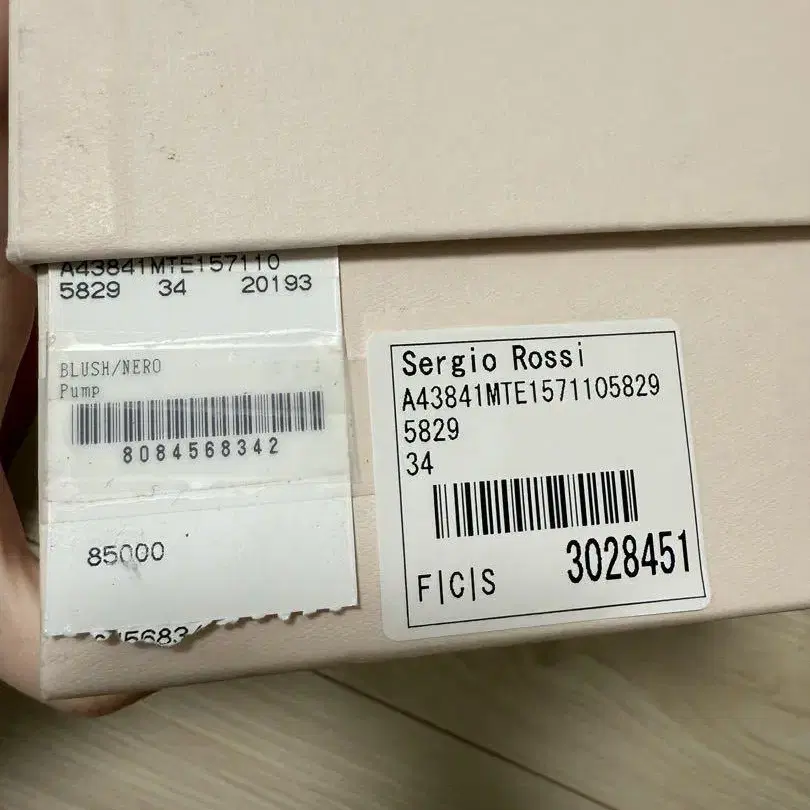 A43841MTE157110
5829 34 20193
BLUSH/NERO
Pump
8084568342
85000
Sergio Rossi
A43841MTE1571105829
5829
34
3028451
F|C|S